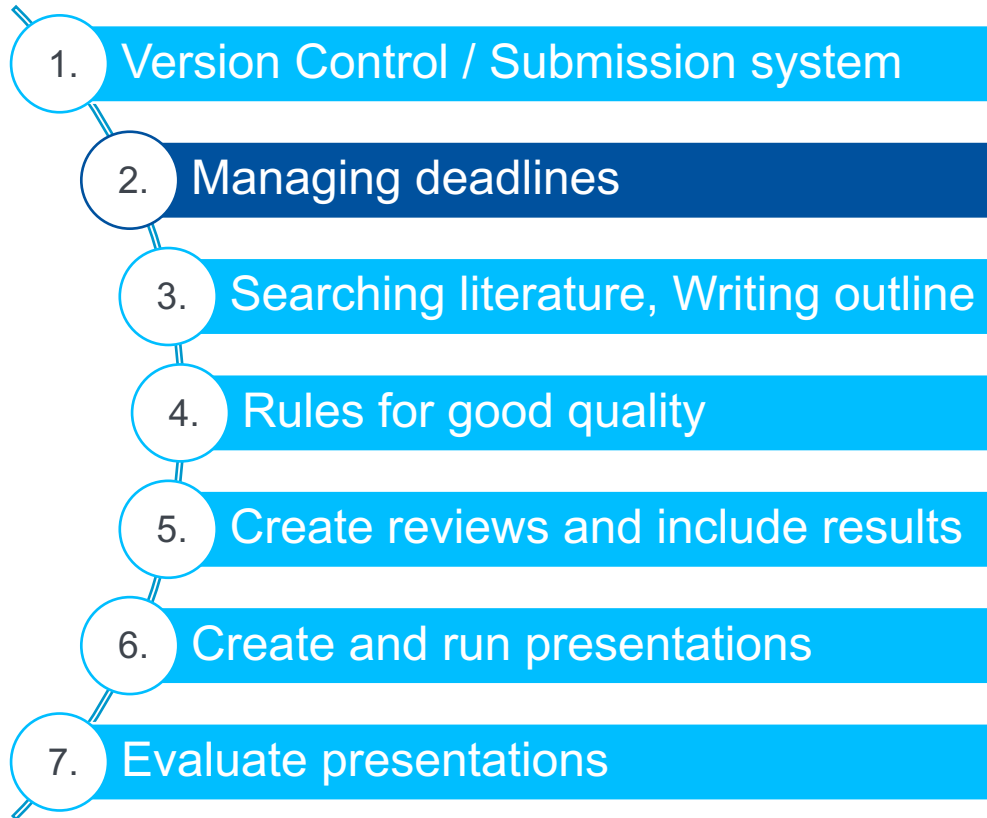 1. Version Control / Submission system
2. Managing deadlines
3. Searching literature, Writing outline
4. Rules for good quality
5. Create reviews and include results
6. Create and run presentations
7. Evaluate presentations